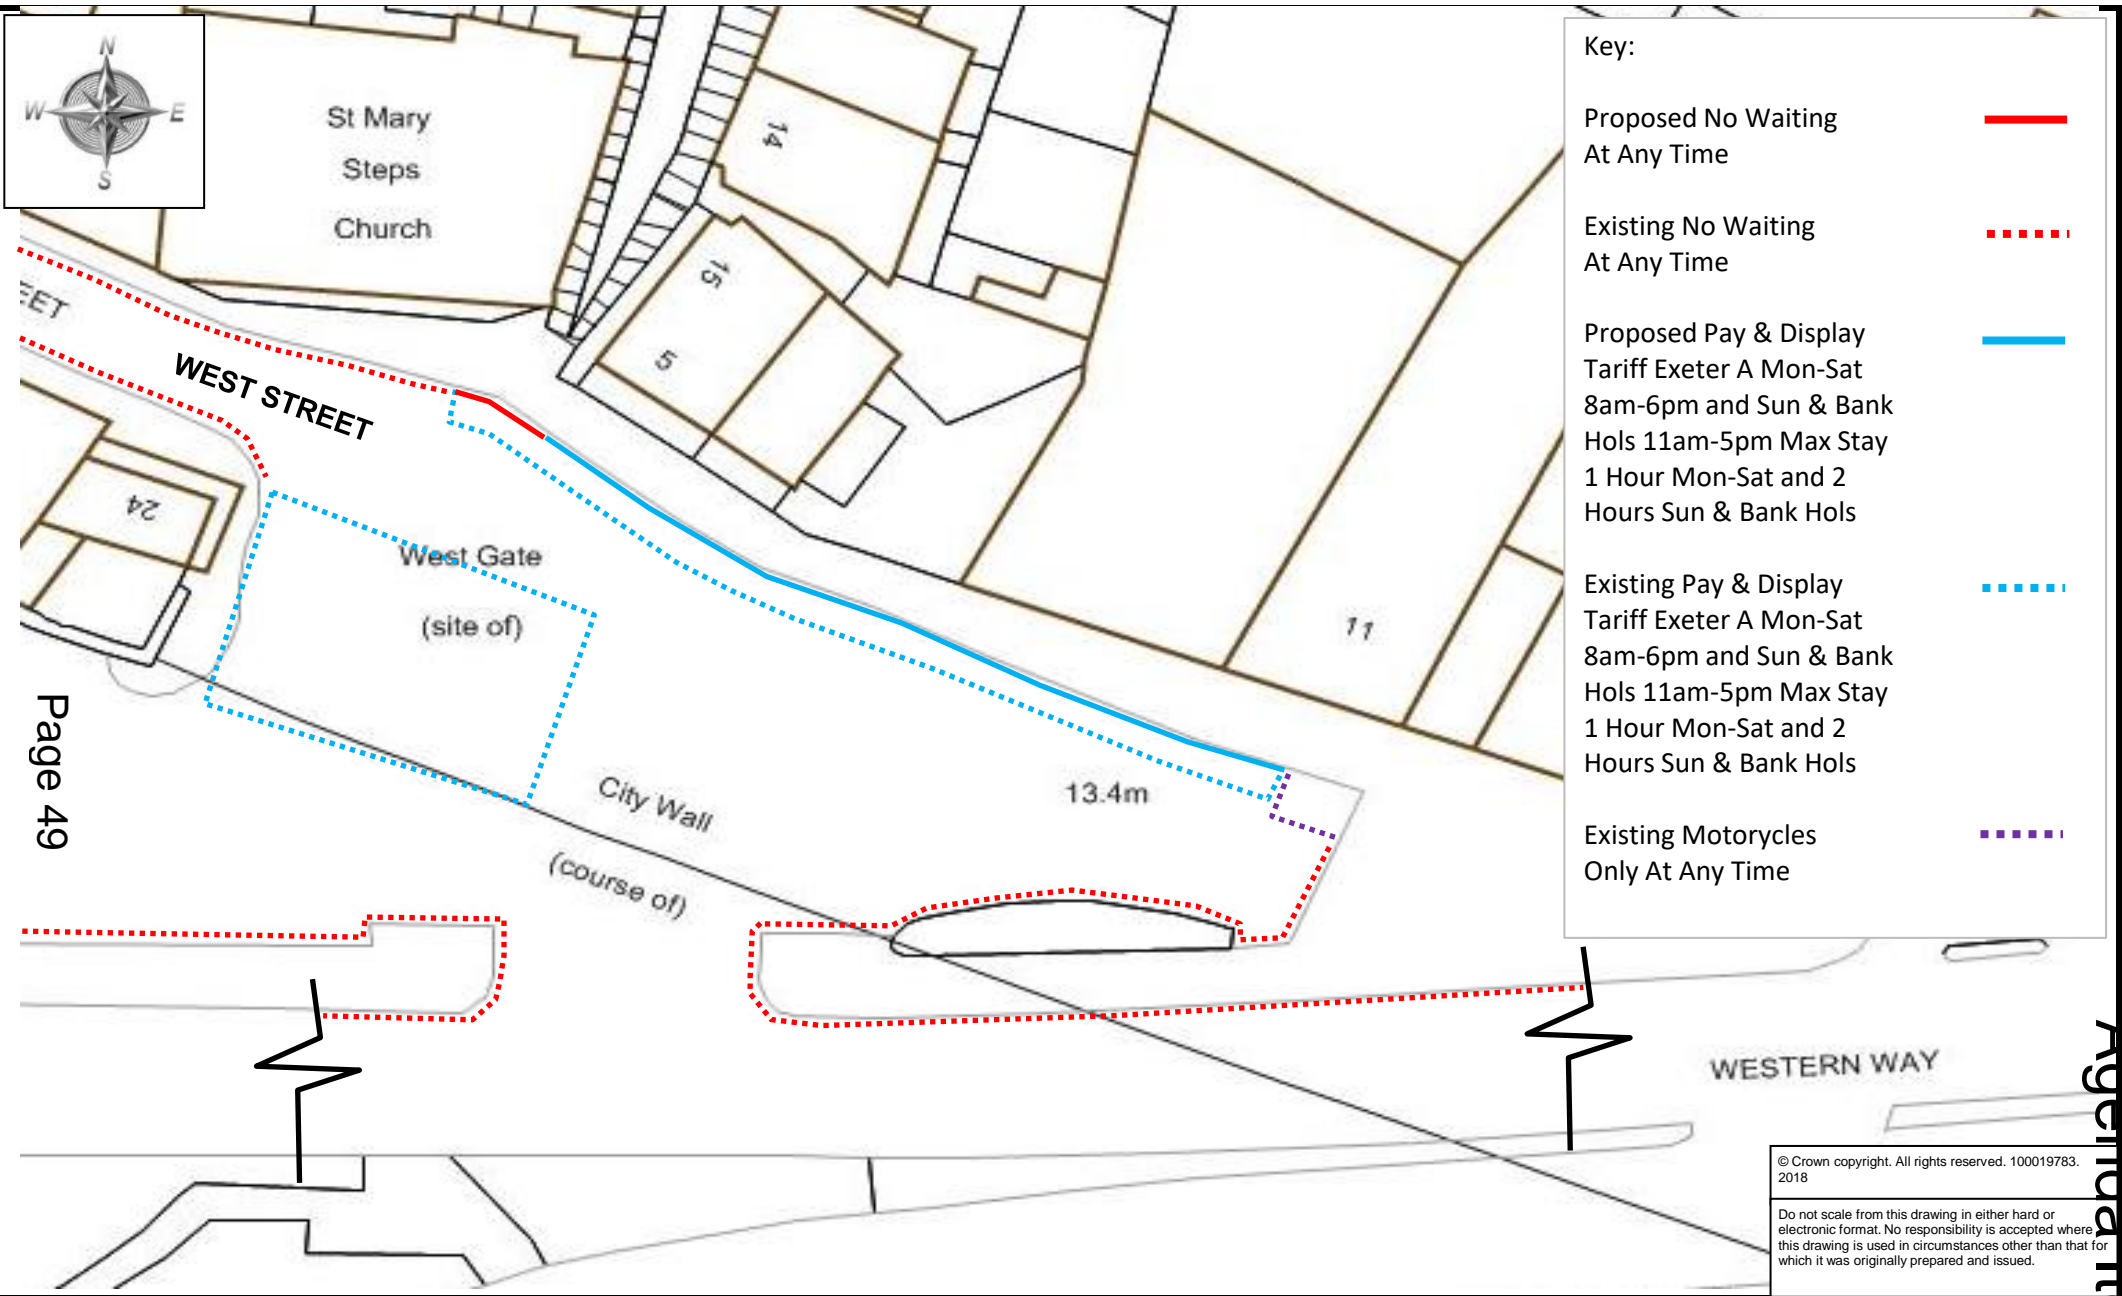 N
W E
S
St Mary
Steps
Church
14
15
5
EET
WEST STREET
24
West Gate
(site of)
City Wall
(course of)
13.4m
11
WESTERN WAY
Page 49
Key:
Proposed No Waiting
At Any Time
Existing No Waiting
At Any Time
Proposed Pay & Display
Tariff Exeter A Mon-Sat
8am-6pm and Sun & Bank
Hols 11am-5pm Max Stay
1 Hour Mon-Sat and 2
Hours Sun & Bank Hols
Existing Pay & Display
Tariff Exeter A Mon-Sat
8am-6pm and Sun & Bank
Hols 11am-5pm Max Stay
1 Hour Mon-Sat and 2
Hours Sun & Bank Hols
Existing Motorycles
Only At Any Time
© Crown copyright. All rights reserved. 100019783.
2018
Do not scale from this drawing in either hard or
electronic format. No responsibility is accepted where
this drawing is used in circumstances other than that for
which it was originally prepared and issued.
Agenda It